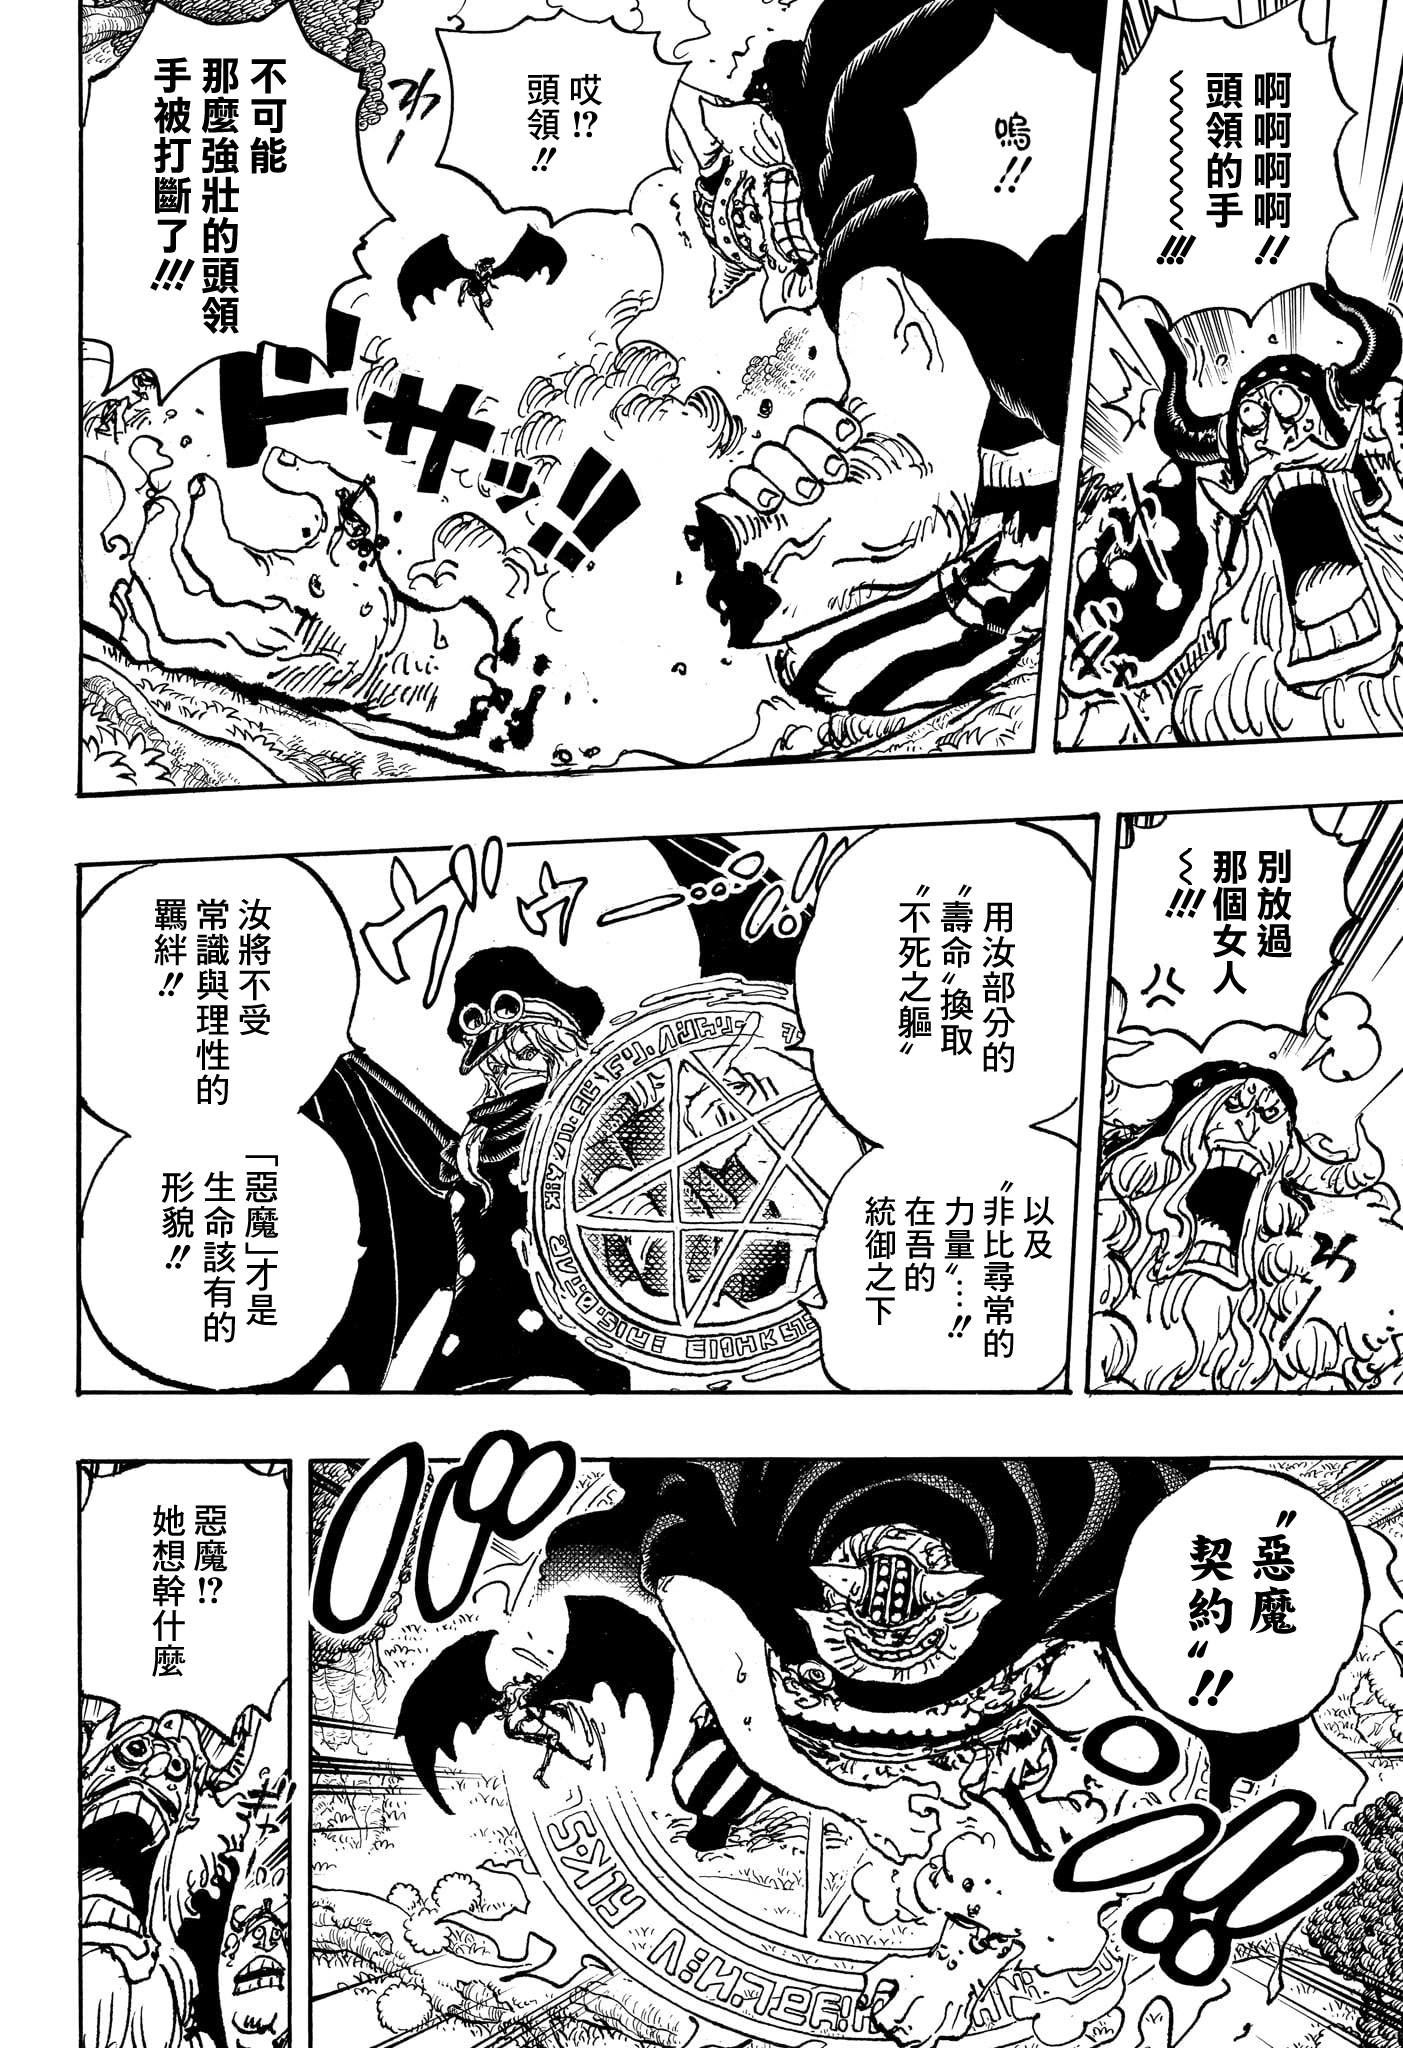 啊啊啊啊!!
頭領的手
～～～!!!
嗚!!
哎!?
頭領!!
不可能
那麼強壯的頭領
手被打斷了!!!
ドサッ!!
別放過
那個女人
～!!!
用汝部分的
〝壽命〞換取
〝不死之軀〞
以及
〝非比尋常的
力量〞…!!
在吾的
統御之下
ヴゥー…!!
汝將不受
常識與理性的
羈絆!!
「惡魔」才是
生命該有的
形貌!!
〝惡魔
契約〞!!
惡魔!?
她想幹什麼